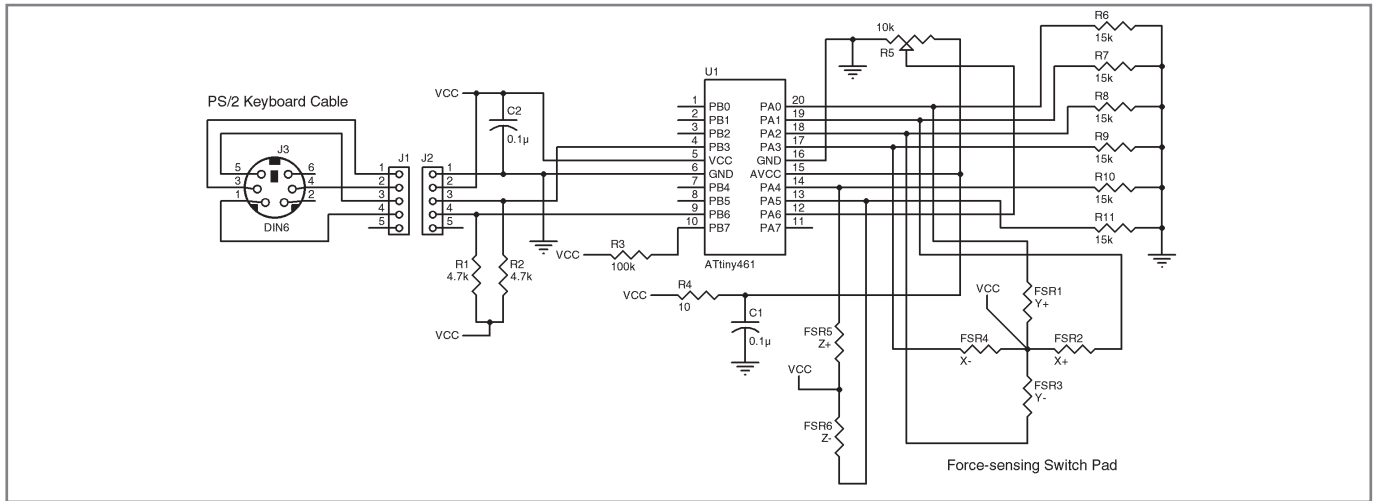 PS/2 Keyboard Cable
J3
5
3
1
6
4
2
DIN6
J1
1
2
3
4
5
J2
1
2
3
4
5
VCC
C2
0.1µ
R1
4.7k
R2
4.7k
VCC
VCC
R3
100k
U1
1
2
3
4
5
6
7
8
9
10
PB0
PB1
PB2
PB3
VCC
GND
PB4
PB5
PB6
PB7
PA0
PA1
PA2
PA3
GND
AVCC
PA4
PA5
PA6
PA7
20
19
18
17
16
15
14
13
12
11
ATtiny461
VCC
R4
10
C1
0.1µ
10k
R5
R6
15k
R7
15k
R8
15k
R9
15k
R10
15k
R11
15k
FSR5
Z+
VCC
FSR6
Z-
VCC
FSR1
Y+
FSR4
X-
FSR2
X+
FSR3
Y-
Force-sensing Switch Pad